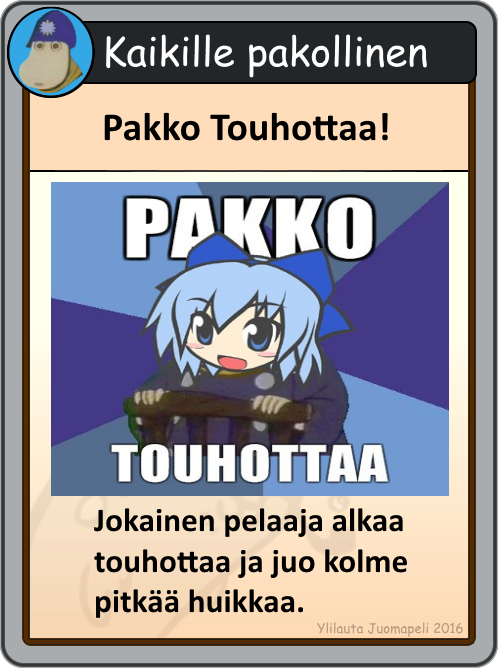 Kaikille pakollinen
Pakko Touhottaa!
PAKKO
TOUHOTTAA
Jokainen pelaaja alkaa
touhottaa ja juo kolme
pitkää huikkaa.
Ylilauta Juomapeli 2016